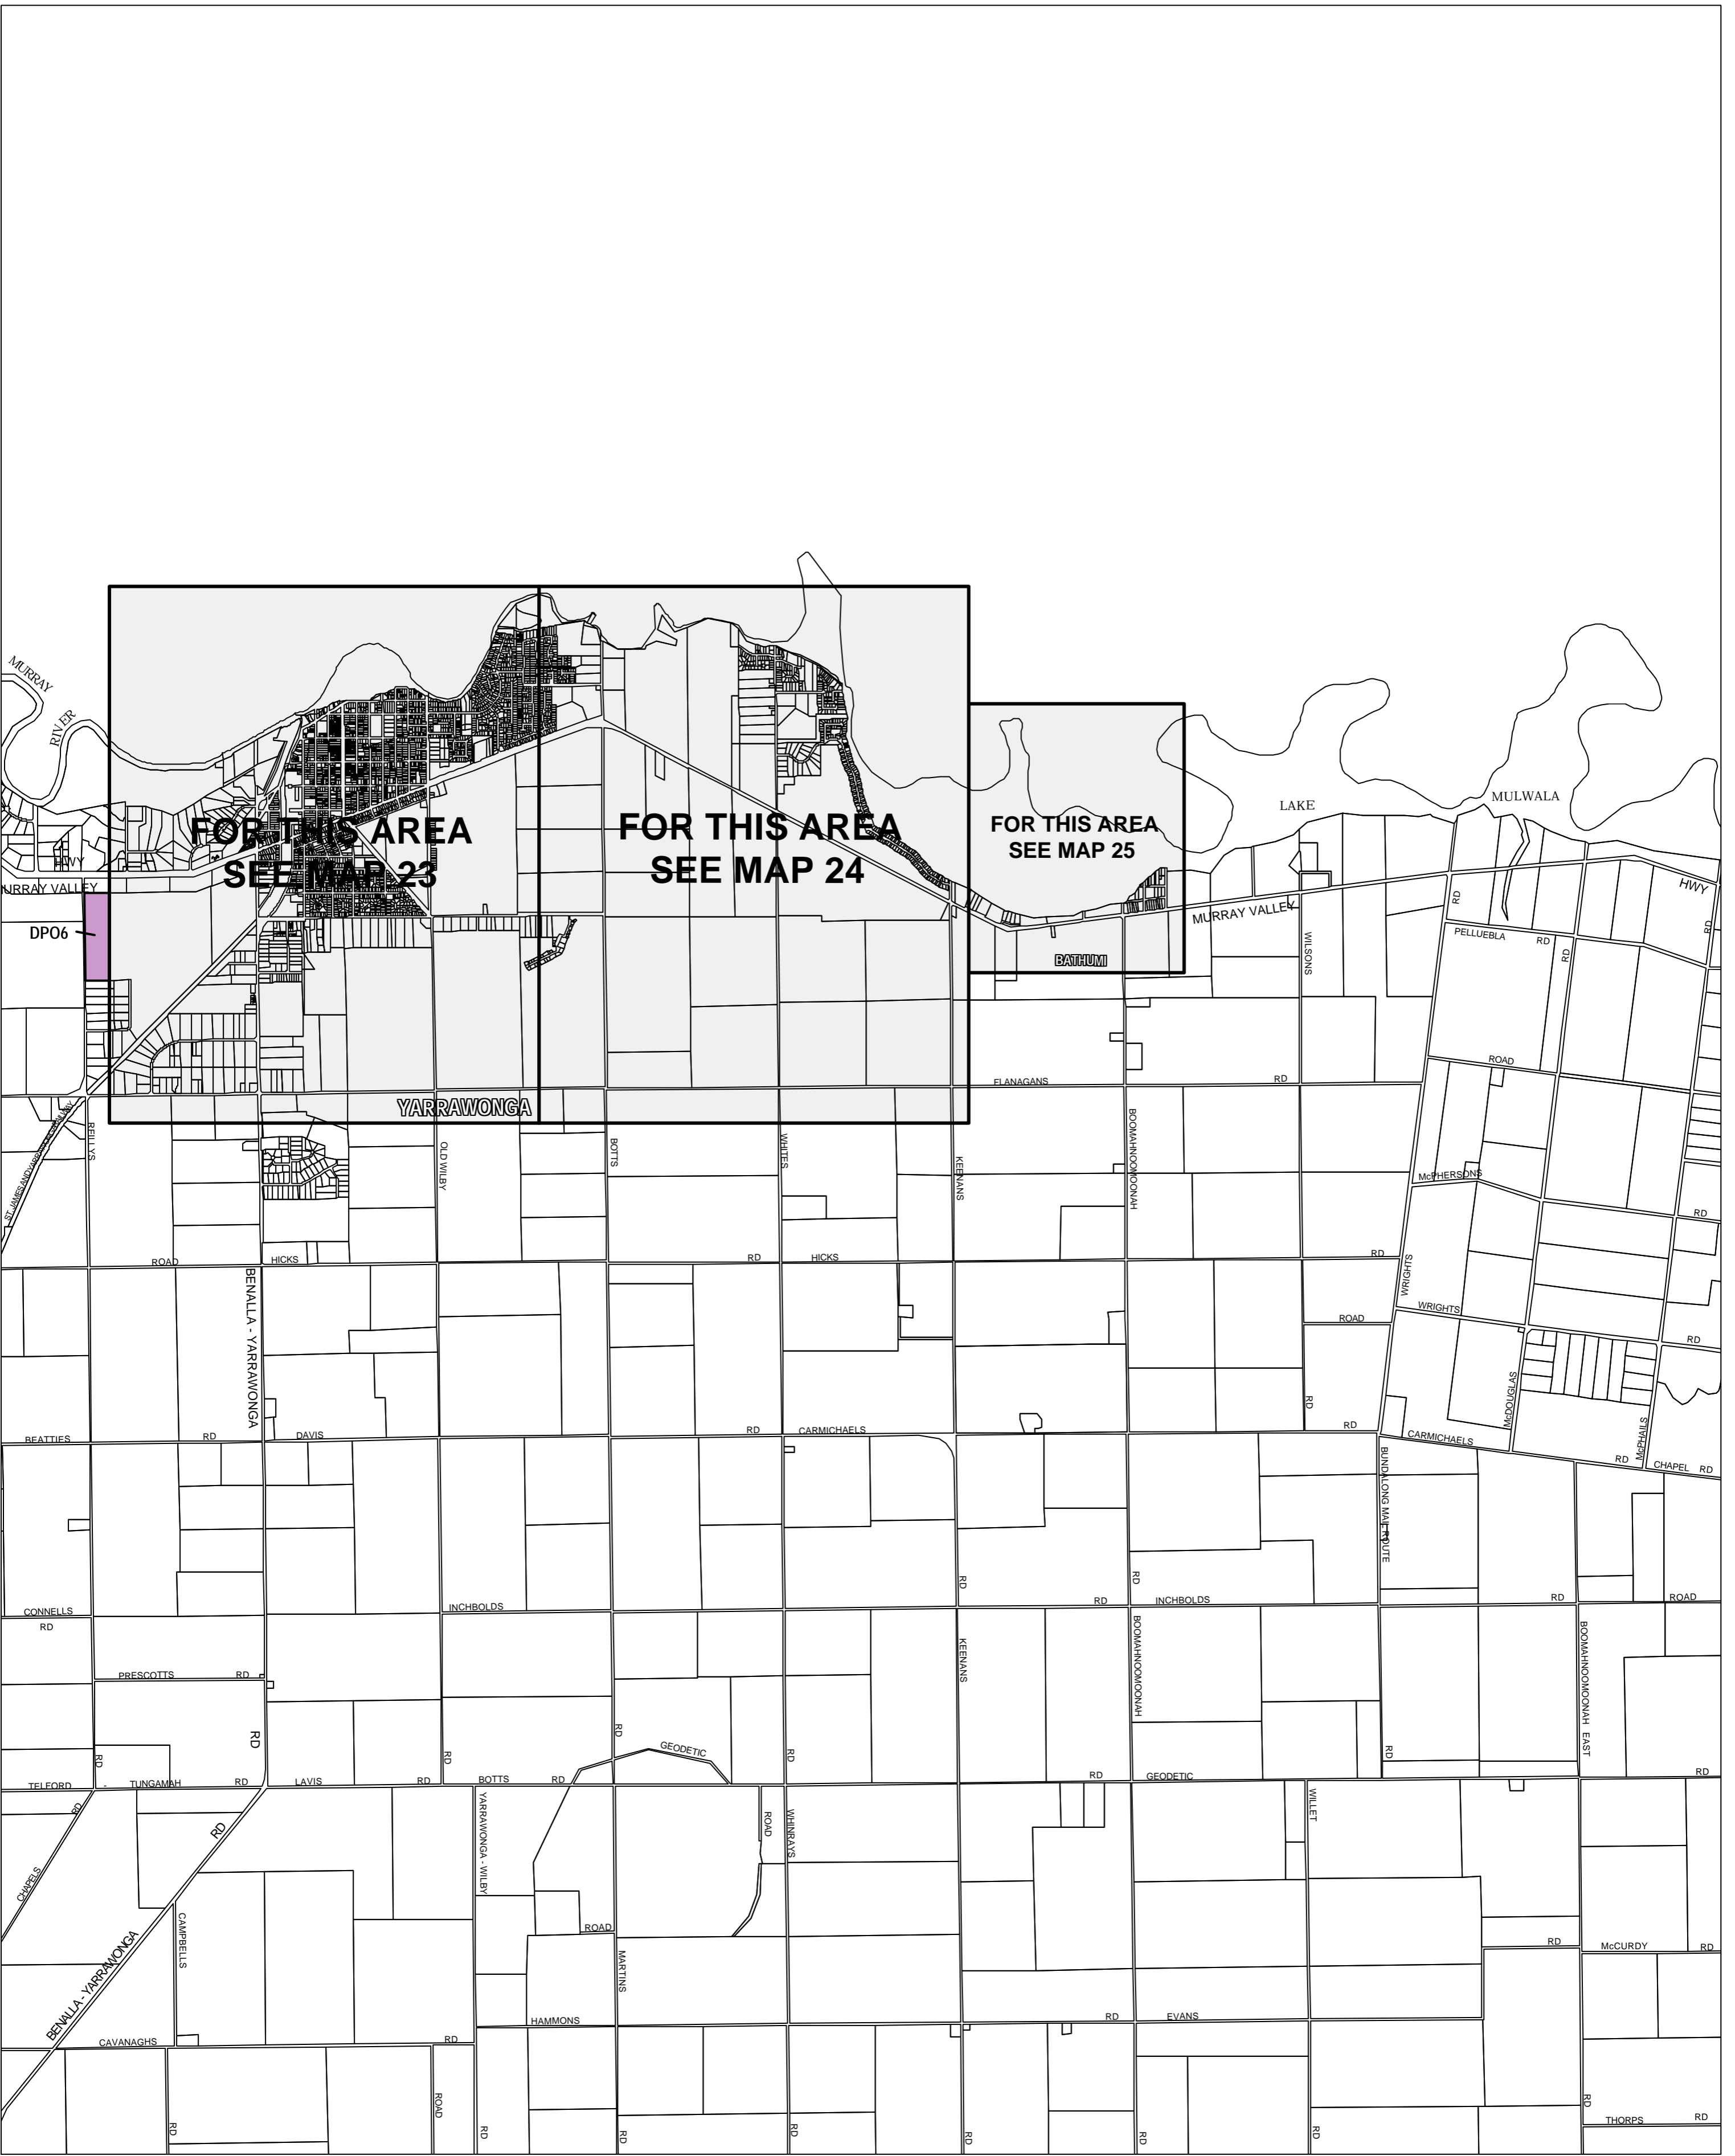 MURRAY
RIVER
LAKE
MULWALA
FOR THIS AREA
SEE MAP 23
FOR THIS AREA
SEE MAP 24
FOR THIS AREA
SEE MAP 25
HWY
MURRAY VALLEY
DPO6
MURRAY VALLEY
HWY
RD
RD
PELLUEBLA
RD
RD
WILSONS
BATHUMI
ROAD
FLANAGANS
RD
YARRAWONGA
REILLYS
OLD WILBY
BOTTS
WHITES
KEENANS
BOOMAHNOOMOONAH
McPHERSONS
RD
ROAD
HICKS
RD
HICKS
RD
WRIGHTS
BENALLA - YARRAWONGA
WRIGHTS
ROAD
RD
McDOUGLAS
McPHAILS
RD
BEATTIES
RD
DAVIS
RD
CARMICHAELS
RD
CARMICHAELS
RD
CHAPEL
RD
BUNDALONG MAIL ROUTE
RD
RD
CONNELLS
RD
INCHBOLDS
RD
INCHBOLDS
RD
ROAD
KEENANS
BOOMAHNOOMOONAH
BOOMAHNOOMOONAH EAST
PRESCOTTS
RD
RD
RD
RD
RD
RD
RD
GEODETIC
TELFORD
-
TUNGAMAH
RD
LAVIS
RD
BOTTS
RD
RD
GEODETIC
RD
RD
RD
YARRAWONGA - WILBY
ROAD
WHINRAYS
WILLET
CHAPELS
CAMPBELLS
ROAD
MARTINS
RD
McCURDY
RD
BENALLA - YARRAWONGA
HAMMONS
RD
EVANS
CAVANAGHS
RD
ROAD
RD
RD
RD
RD
RD
RD
RD
RD
THORPS
RD